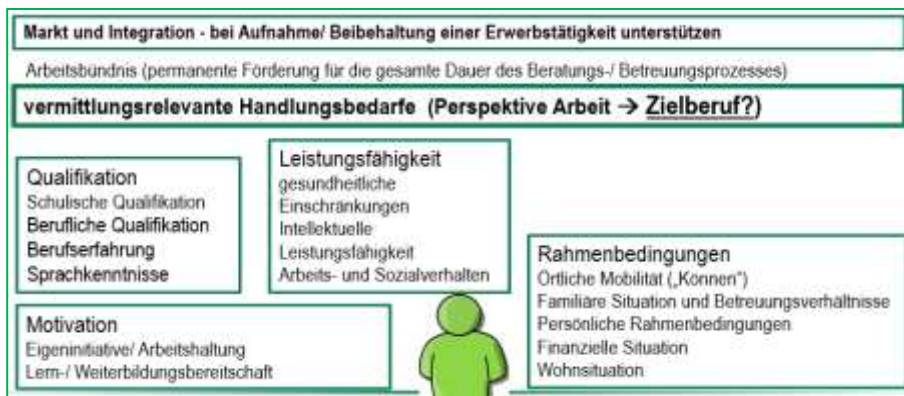 Markt und Integration - bei Aufnahme/ Beibehaltung einer Erwerbstätigkeit unterstützen
Arbeitsbündnis (permanente Förderung für die gesamte Dauer des Beratungs-/ Betreuungsprozesses)
vermittlungsrelevante Handlungsbedarfe (Perspektive Arbeit → Zielberuf?)
Qualifikation
Schulische Qualifikation
Berufliche Qualifikation
Berufserfahrung
Sprachkenntnisse
Leistungsfähigkeit
gesundheitliche
Einschränkungen
Intellektuelle
Leistungsfähigkeit
Arbeits- und Sozialverhalten
Motivation
Eigeninitiative/ Arbeitshaltung
Lern-/ Weiterbildungsbereitschaft
Rahmenbedingungen
Örtliche Mobilität („Können")
Familiäre Situation und Betreuungsverhältnisse
Persönliche Rahmenbedingungen
Finanzielle Situation
Wohnsituation